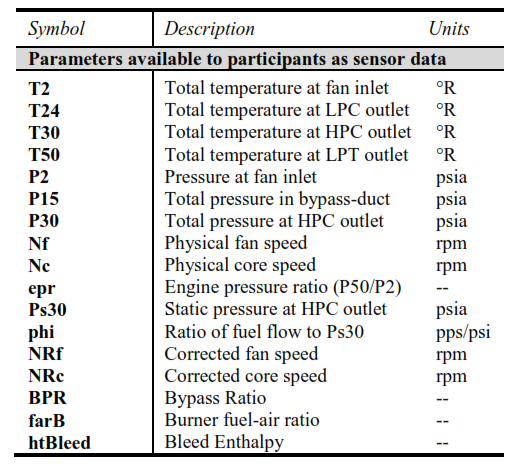 Symbol Description Units
Parameters available to participants as sensor data
T2 Total temperature at fan inlet °R
T24 Total temperature at LPC outlet °R
T30 Total temperature at HPC outlet °R
T50 Total temperature at LPT outlet °R
P2 Pressure at fan inlet psia
P15 Total pressure in bypass-duct psia
P30 Total pressure at HPC outlet psia
Nf Physical fan speed rpm
Nc Physical core speed rpm
epr Engine pressure ratio (P50/P2) --
Ps30 Static pressure at HPC outlet psia
phi Ratio of fuel flow to Ps30 pps/psi
NRf Corrected fan speed rpm
NRc Corrected core speed rpm
BPR Bypass Ratio --
farB Burner fuel-air ratio --
htBleed Bleed Enthalpy --